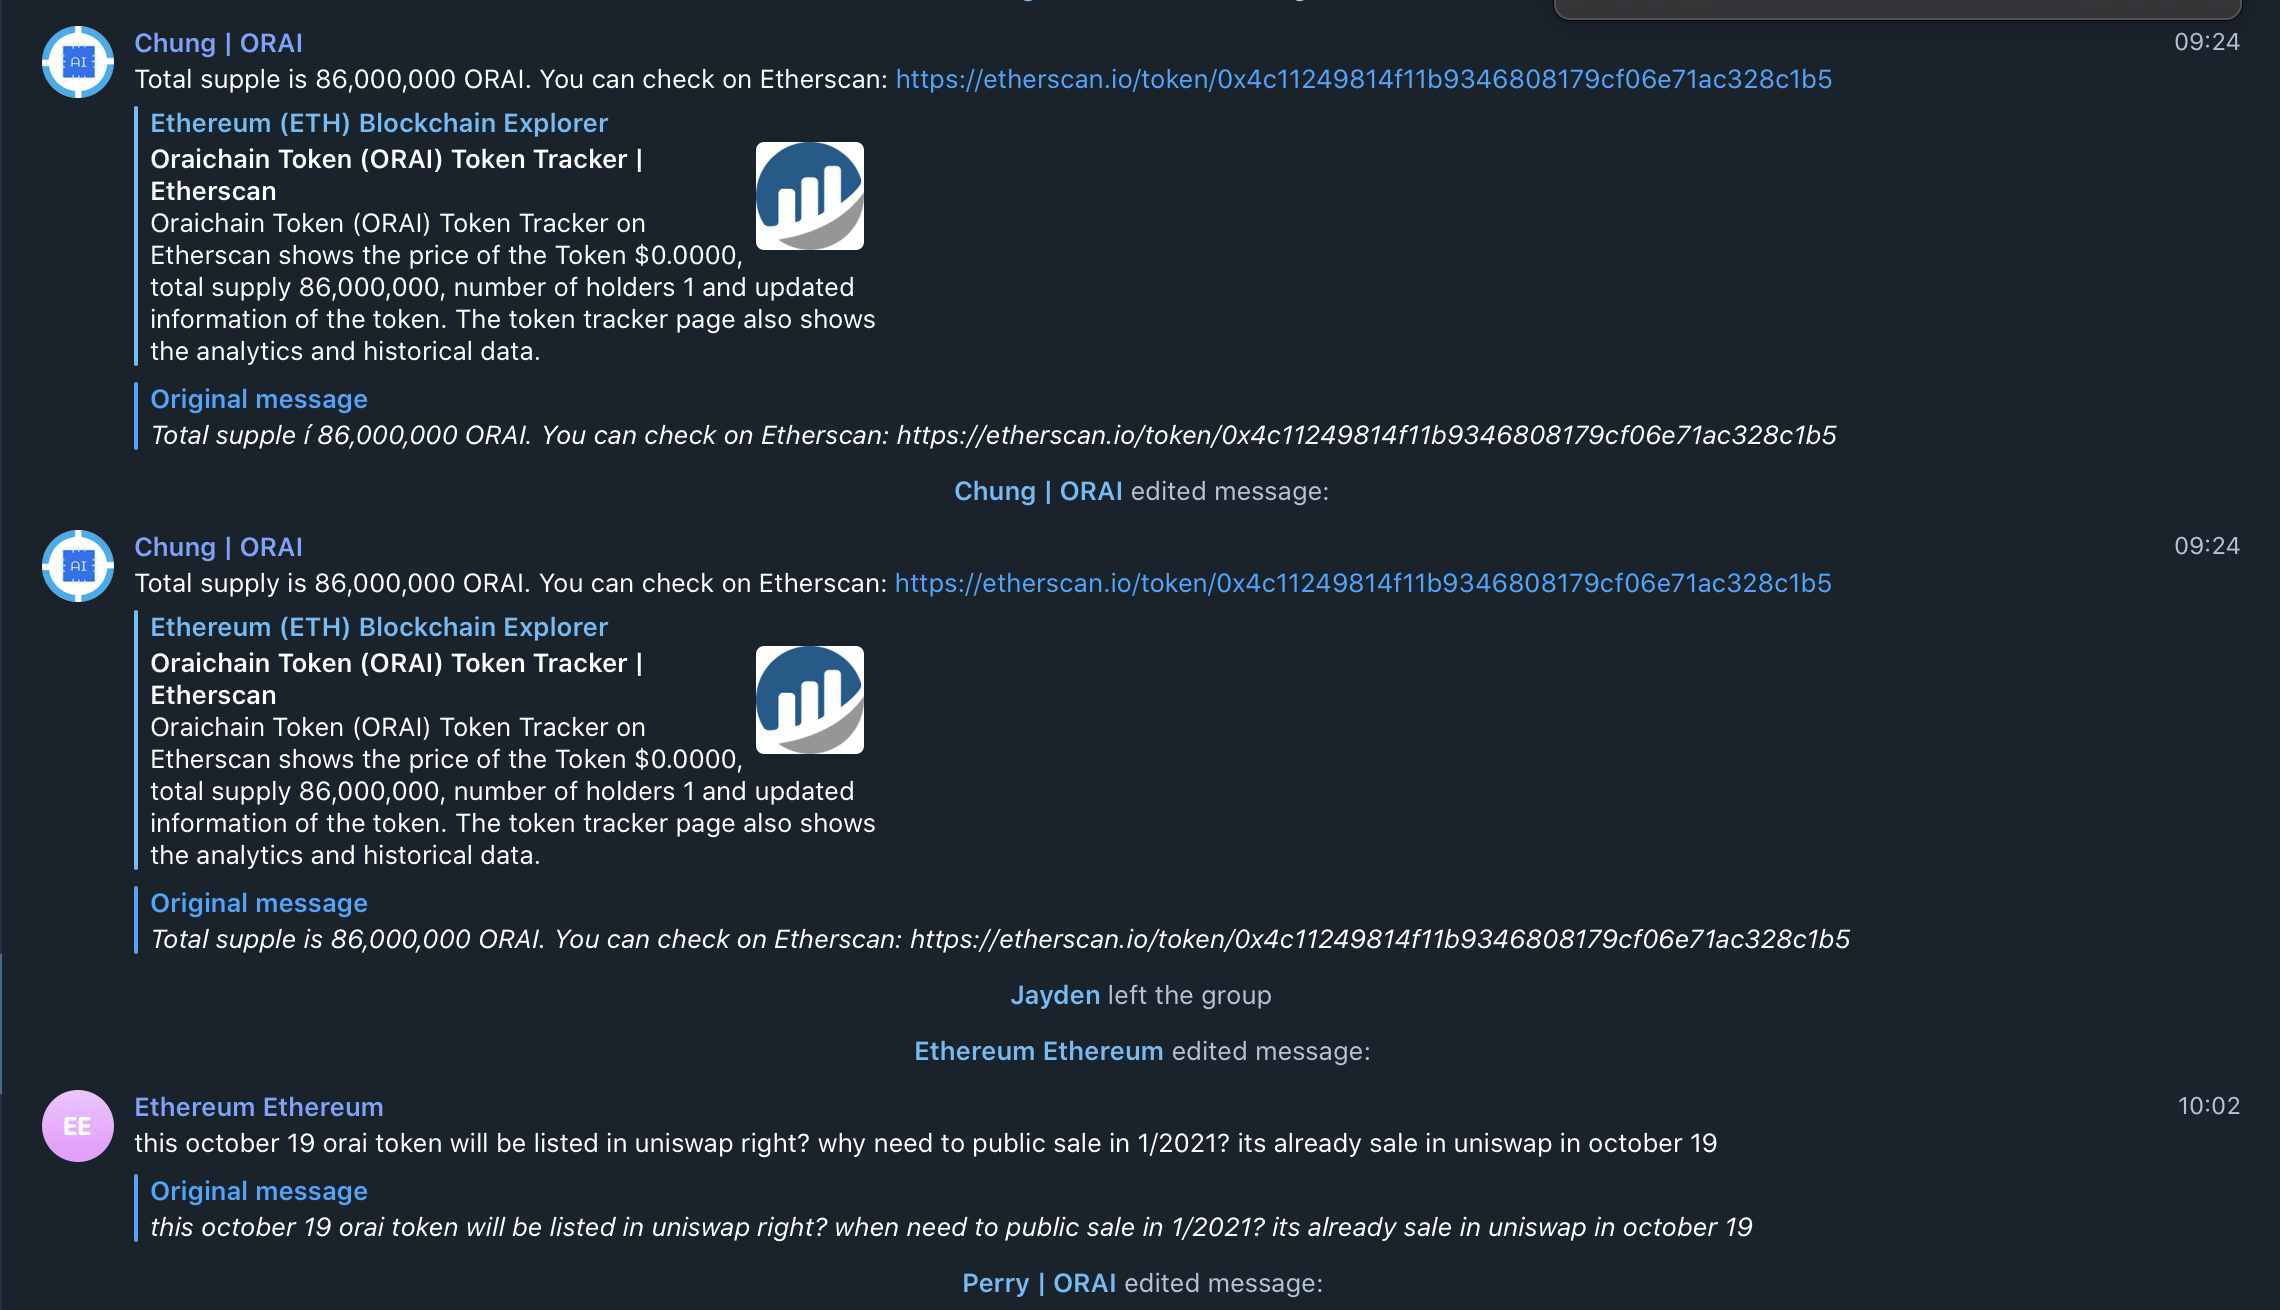 Chung | ORAI
09:24
Total supple is 86,000,000 ORAI. You can check on Etherscan: https://etherscan.io/token/0x4c11249814f11b9346808179cf06e71ac328c1b5
Ethereum (ETH) Blockchain Explorer
Oraichain Token (ORAI) Token Tracker |
Etherscan
Oraichain Token (ORAI) Token Tracker on
Etherscan shows the price of the Token $0.0000,
total supply 86,000,000, number of holders 1 and updated
information of the token. The token tracker page also shows
the analytics and historical data.
Original message
Total supple í 86,000,000 ORAI. You can check on Etherscan: https://etherscan.io/token/0x4c11249814f11b9346808179cf06e71ac328c1b5
Chung | ORAI edited message:
AI
Chung | ORAI
09:24
Total supply is 86,000,000 ORAI. You can check on Etherscan: https://etherscan.io/token/0x4c11249814f11b9346808179cf06e71ac328c1b5
Ethereum (ETH) Blockchain Explorer
Oraichain Token (ORAI) Token Tracker |
Etherscan
Oraichain Token (ORAI) Token Tracker on
Etherscan shows the price of the Token $0.0000,
total supply 86,000,000, number of holders 1 and updated
information of the token. The token tracker page also shows
the analytics and historical data.
Original message
Total supple is 86,000,000 ORAI. You can check on Etherscan: https://etherscan.io/token/0x4c11249814f11b9346808179cf06e71ac328c1b5
Jayden left the group
Ethereum Ethereum edited message:
EE
Ethereum Ethereum
10:02
this october 19 orai token will be listed in uniswap right? why need to public sale in 1/2021? its already sale in uniswap in october 19
Original message
this october 19 orai token will be listed in uniswap right? when need to public sale in 1/2021? its already sale in uniswap in october 19
Perry | ORAI edited message: